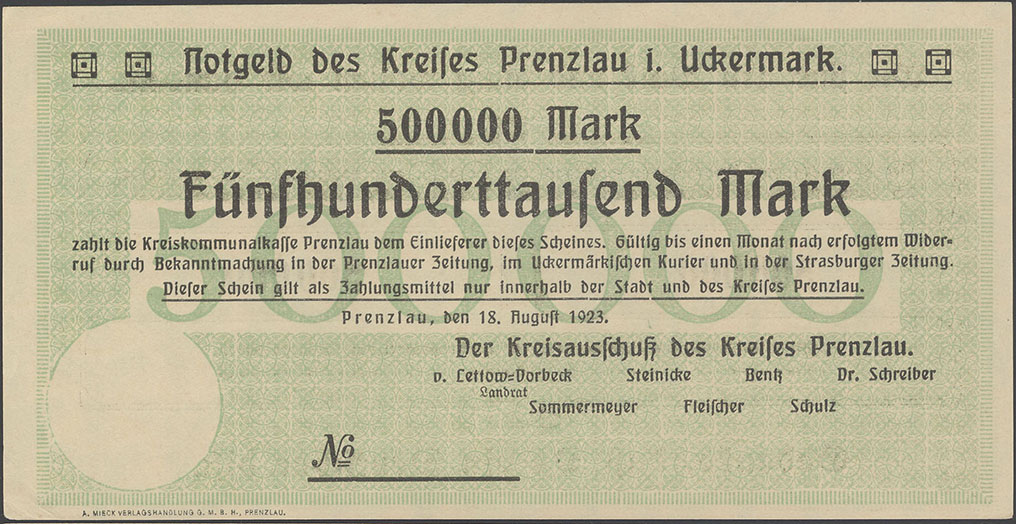 Notgeld des Kreiſes Prenzlau i. Uckermark.
500000 Mark
Fünfhunderttauſend Mark
500000
zahlt die Kreiskommunalkaſſe Prenzlau dem Einlieferer dieſes Scheines. Gültig bis einen Monat nach erfolgtem Wider-
ruf durch Bekanntmachung in der Prenzlauer Zeitung, im Uckermärkiſchen Kurier und in der Strasburger Zeitung.
Dieſer Schein gilt als Zahlungsmittel nur innerhalb der Stadt und des Kreiſes Prenzlau.
Prenzlau, den 18. Auguſt 1923.
Der Kreisausſchuß des Kreiſes Prenzlau.
v. Lettow-Vorbeck Steinicke Bentz Dr. Schreiber
Landrat
Sommermeyer Fleiſcher Schulz
No
A. MIECK VERLAGSHANDLUNG G. M. B. H., PRENZLAU.